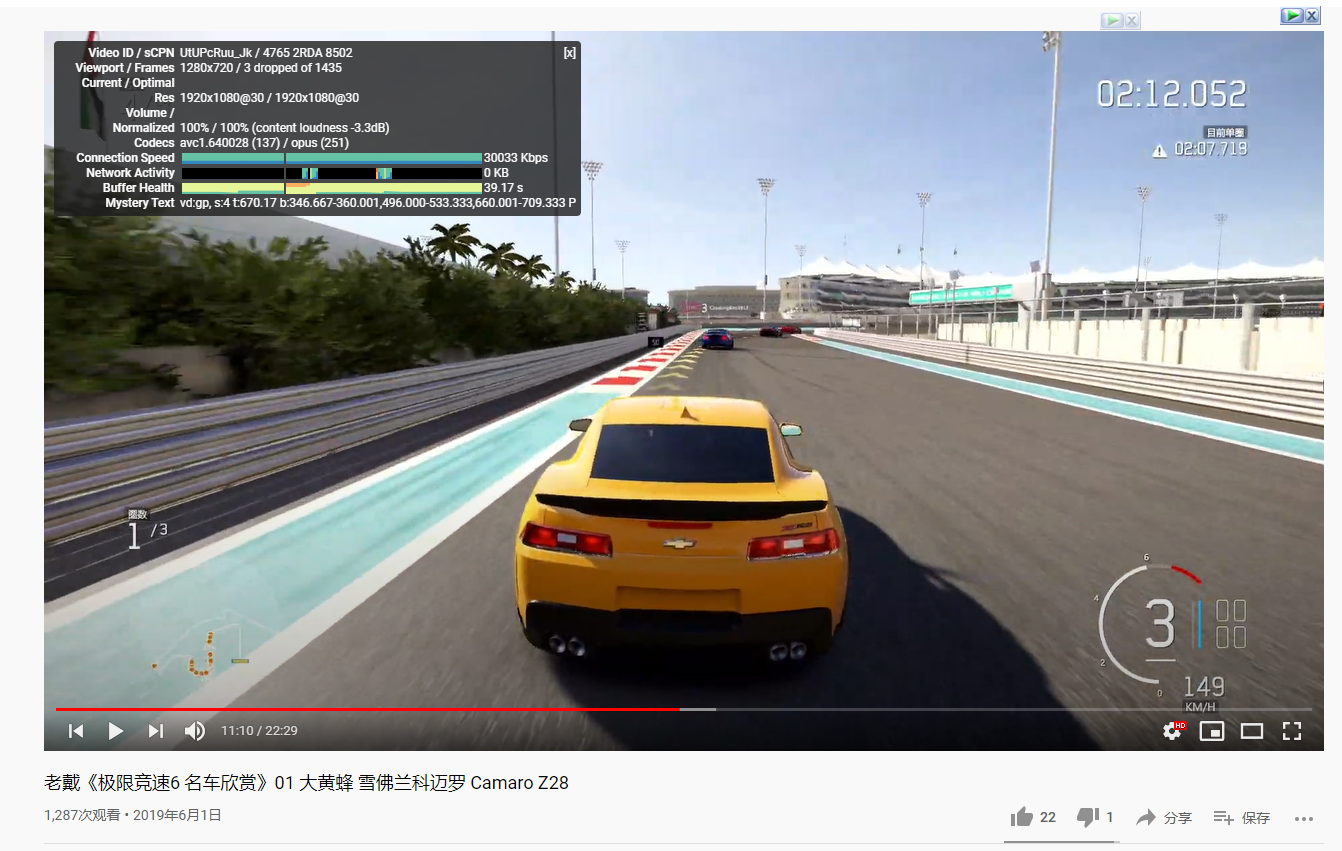 Video ID / sCPN UtUPcRuu_Jk / 4765 2RDA 8502 [x]
Viewport / Frames 1280x720 / 3 dropped of 1435
Current / Optimal
Res 1920x1080@30 / 1920x1080@30
Volume /
Normalized 100% / 100% (content loudness -3.3dB)
Codecs avc1.640028 (137) / opus (251)
Connection Speed 30033 Kbps
Network Activity 0 KB
Buffer Health 39.17 s
Mystery Text vd:gp, s:4 t:670.17 b:346.667-360.001,496.000-533.333,660.001-709.333 P
02:12.052
目前单圈
02:07.719
3
50
圈数
1 /3
6
4
3
2
0
149
KM/H
11:10 / 22:29
HD
老戴《极限竞速6 名车欣赏》01 大黄蜂 雪佛兰科迈罗 Camaro Z28
1,287次观看 • 2019年6月1日
22 1 分享 保存